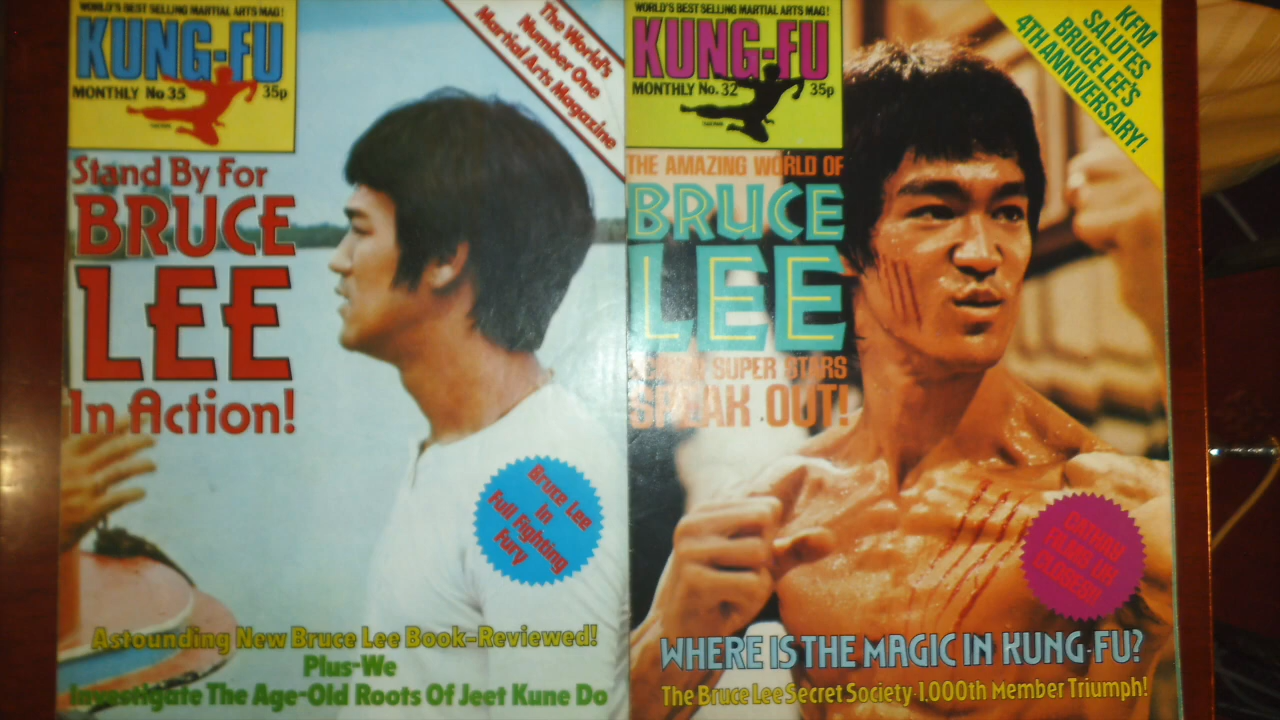 WORLD'S BEST SELLING MARTIAL ARTS MAG!
KUNG-FU
MONTHLY No 35
35p
The World's
Number One
Martial Arts Magazine
Stand By For
BRUCE
LEE
In Action!
Bruce Lee
In
Full Fighting
Fury
Astounding New Bruce Lee Book-Reviewed!
Plus-We
Investigate The Age-Old Roots Of Jeet Kune Do
WORLD'S BEST SELLING MARTIAL ARTS MAG!
KUNG-FU
MONTHLY No. 32
35p
KFM
SALUTES
BRUCE LEE'S
4TH ANNIVERSARY!
THE AMAZING WORLD OF
BRUCE
LEE
SUPER STARS
SPEAK OUT!
CATHAY
FILMS UR
CLOSES!!
WHERE IS THE MAGIC IN KUNG-FU?
The Bruce Lee Secret Society-1,000th Member Triumph!